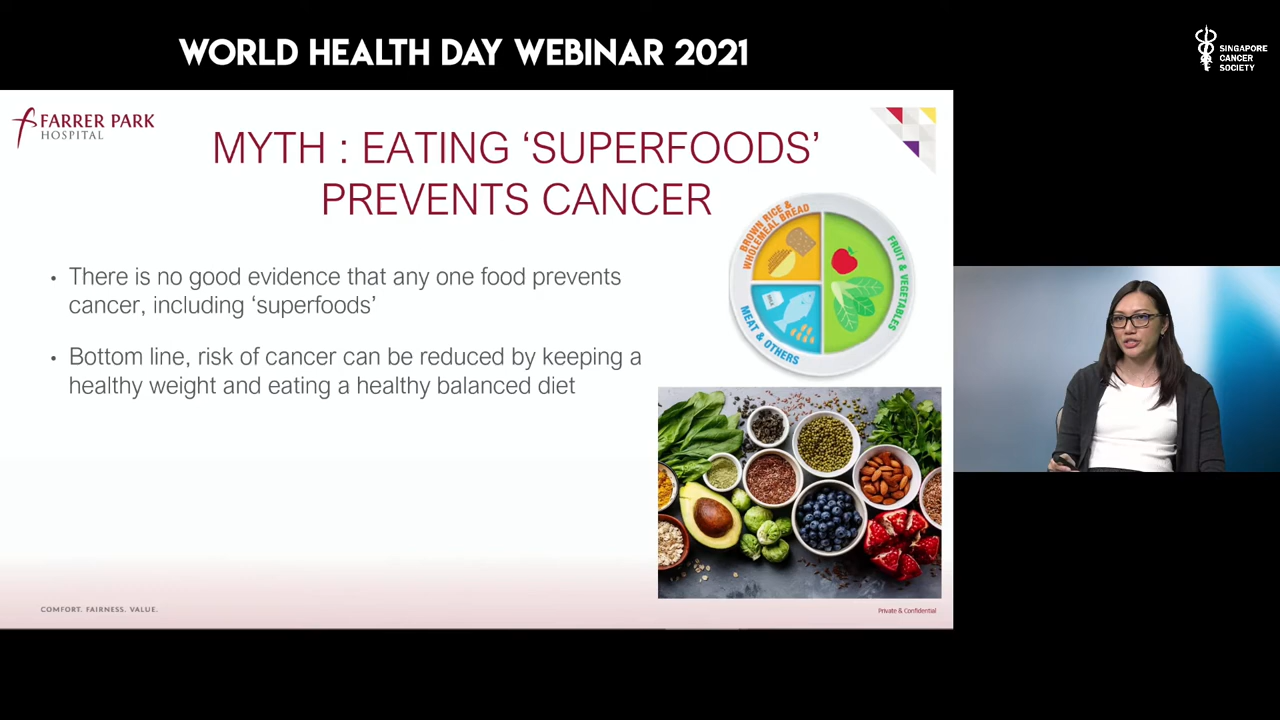 WORLD HEALTH DAY WEBINAR 2021
SINGAPORE
CANCER
SOCIETY
FARRER PARK
HOSPITAL
MYTH : EATING ‘SUPERFOODS’
PREVENTS CANCER
BROWN RICE &
WHOLEMEAL BREAD
FRUIT & VEGETABLES
MEAT & OTHERS
• There is no good evidence that any one food prevents
cancer, including ‘superfoods’
• Bottom line, risk of cancer can be reduced by keeping a
healthy weight and eating a healthy balanced diet
COMFORT. FAIRNESS. VALUE.
Private & Confidential